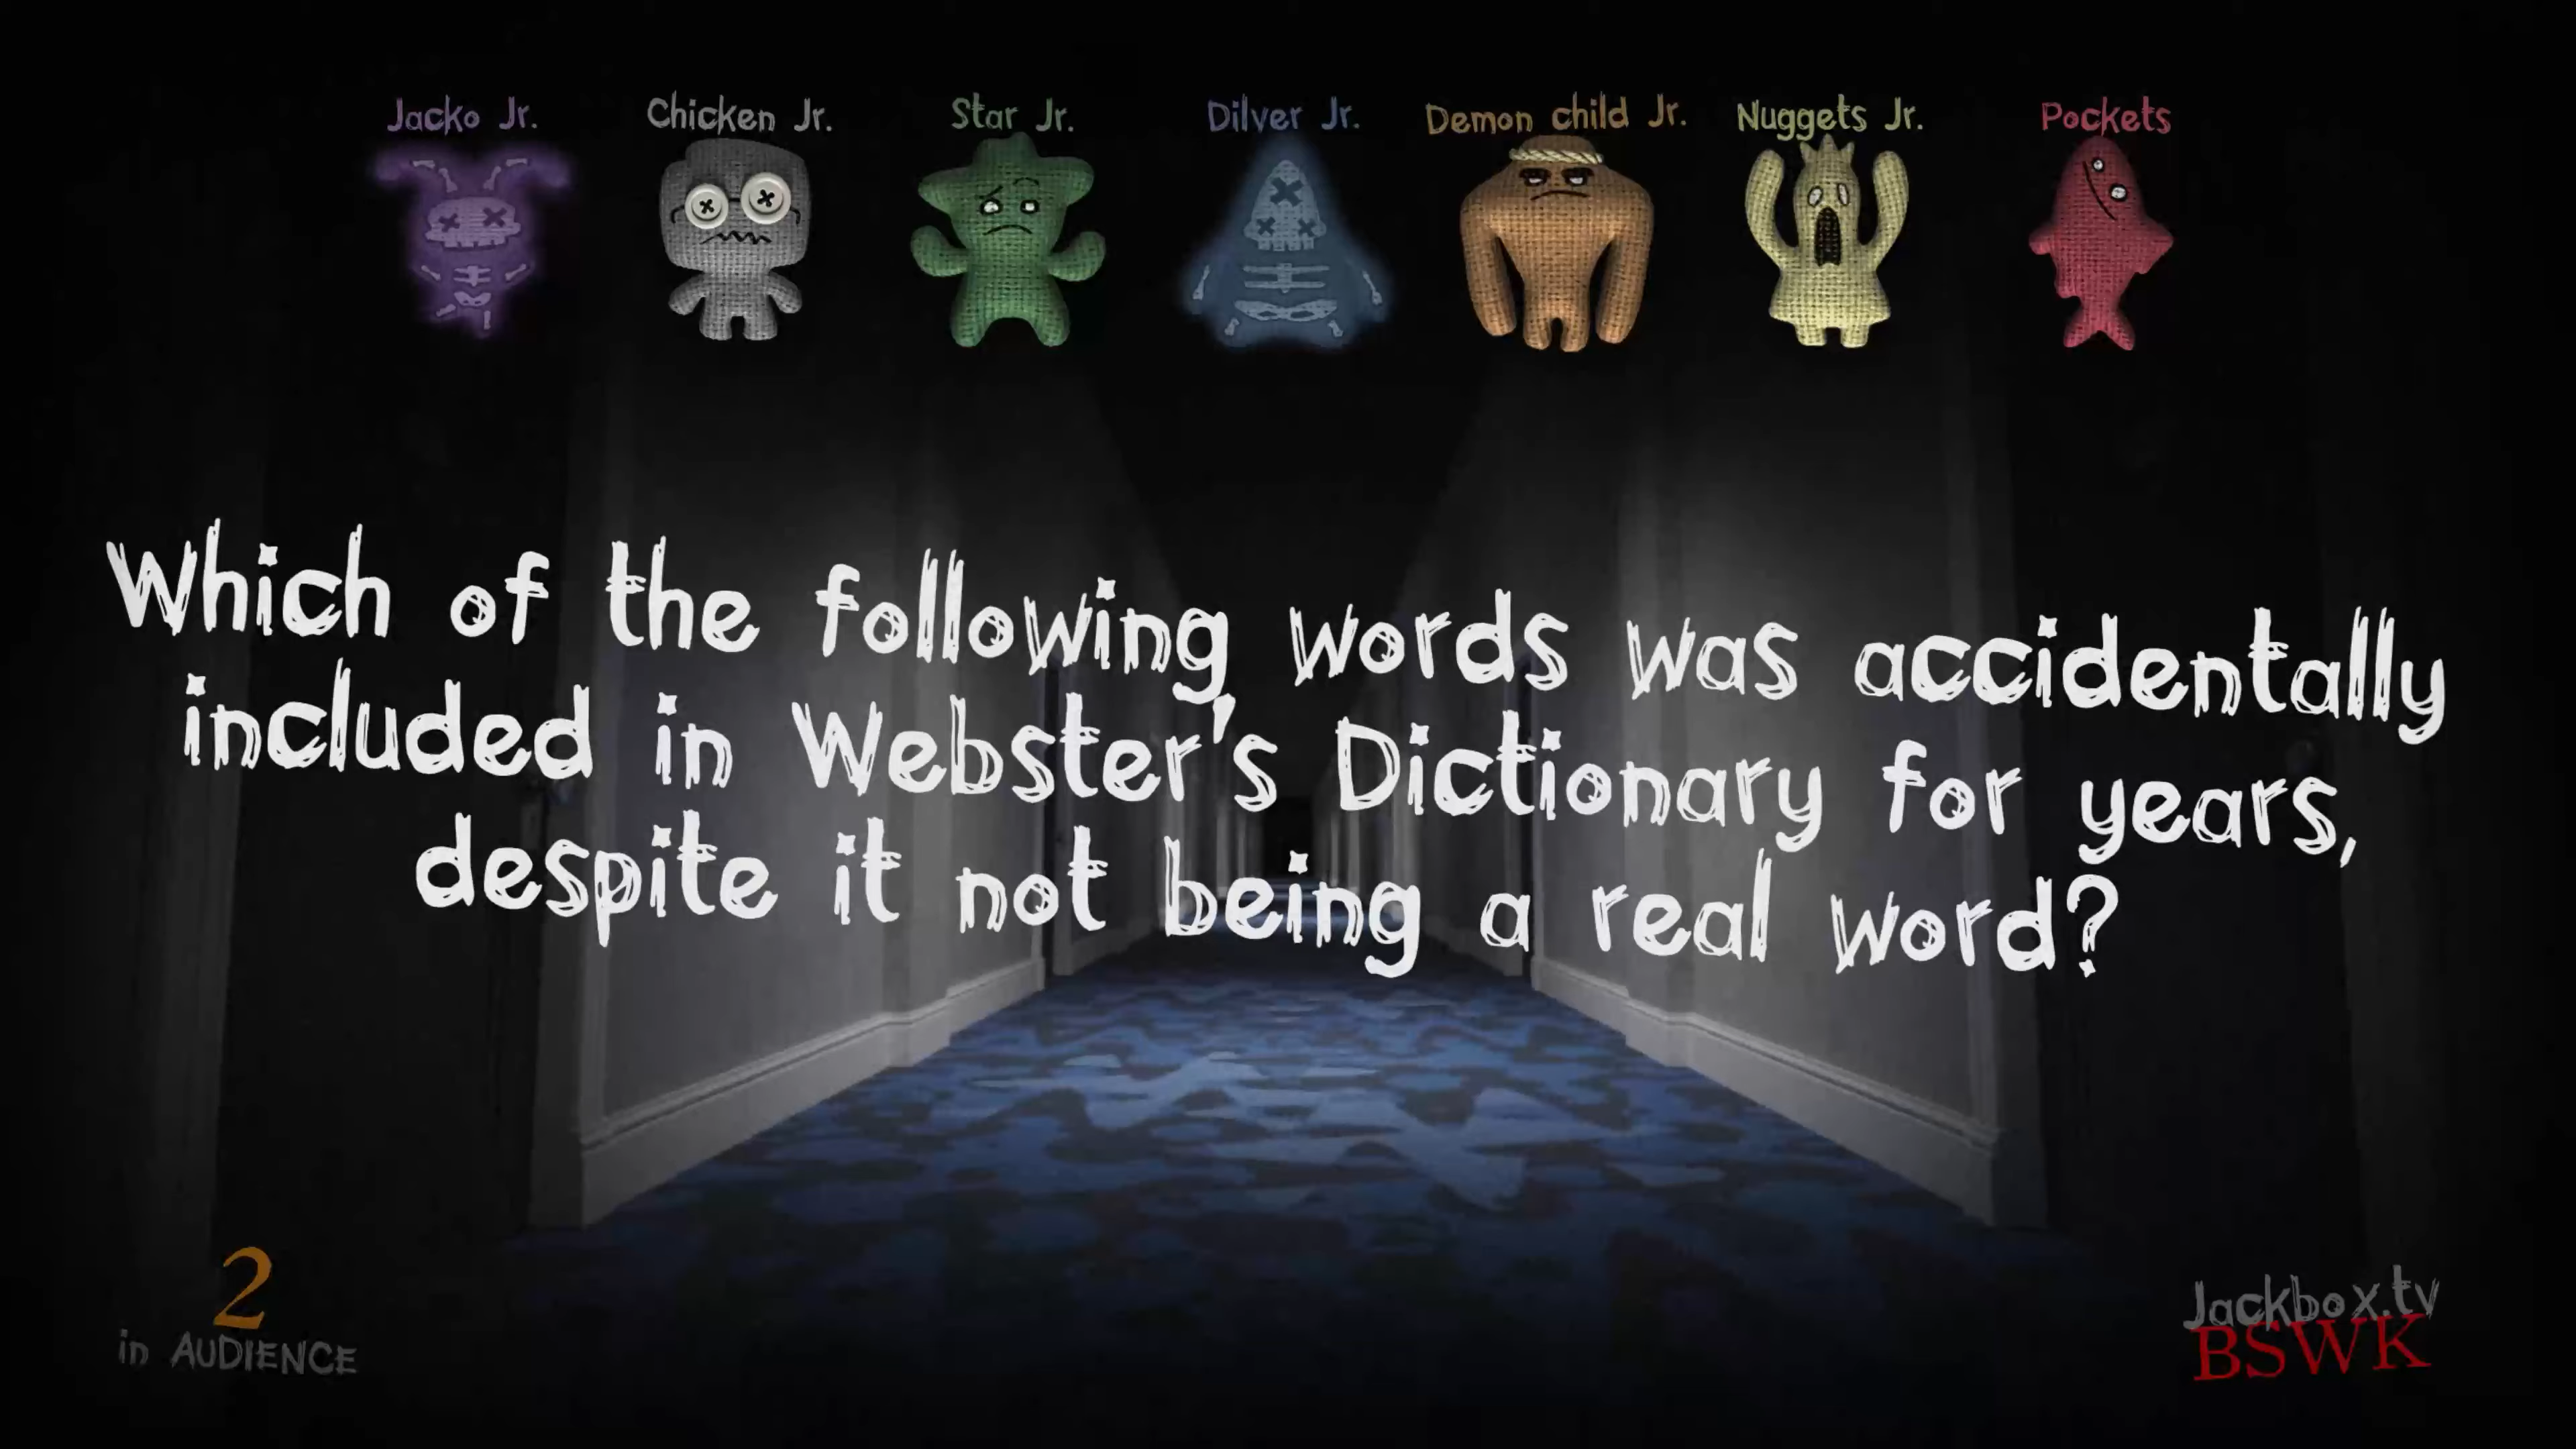 Jacko Jr. Chicken Jr. Star Jr. Dilver Jr. Demon child Jr. Nuggets Jr. Pockets
Which of the following words was accidentally
included in Webster's Dictionary for years,
despite it not being a real word?
2
in AUDIENCE
Jackbox.tv
BSWK